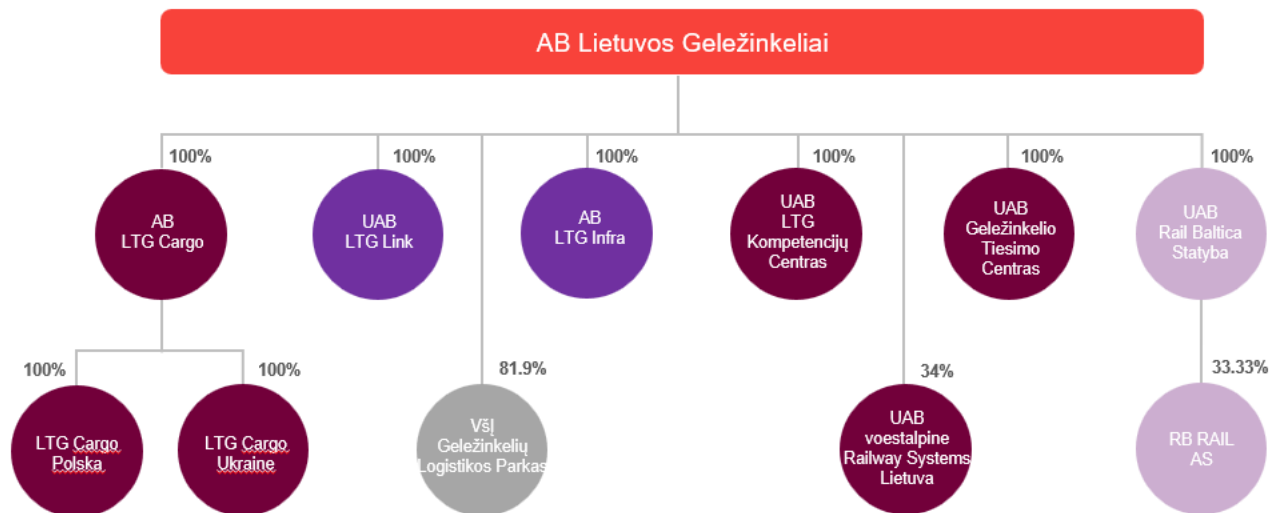 AB Lietuvos Geležinkeliai
100%
100%
100%
100%
100%
100%
AB
LTG Cargo
UAB
LTG Link
AB
LTG Infra
UAB
LTG
Kompetencijų
Centras
UAB
Geležinkelio
Tiesimo
Centras
UAB
Rail Baltica
Statyba
100%
100%
81.9%
34%
33.33%
LTG Cargo
Polska
LTG Cargo
Ukraine
VšĮ
Geležinkelių
Logistikos Parkas
UAB
voestalpine
Railway Systems
Lietuva
RB RAIL
AS